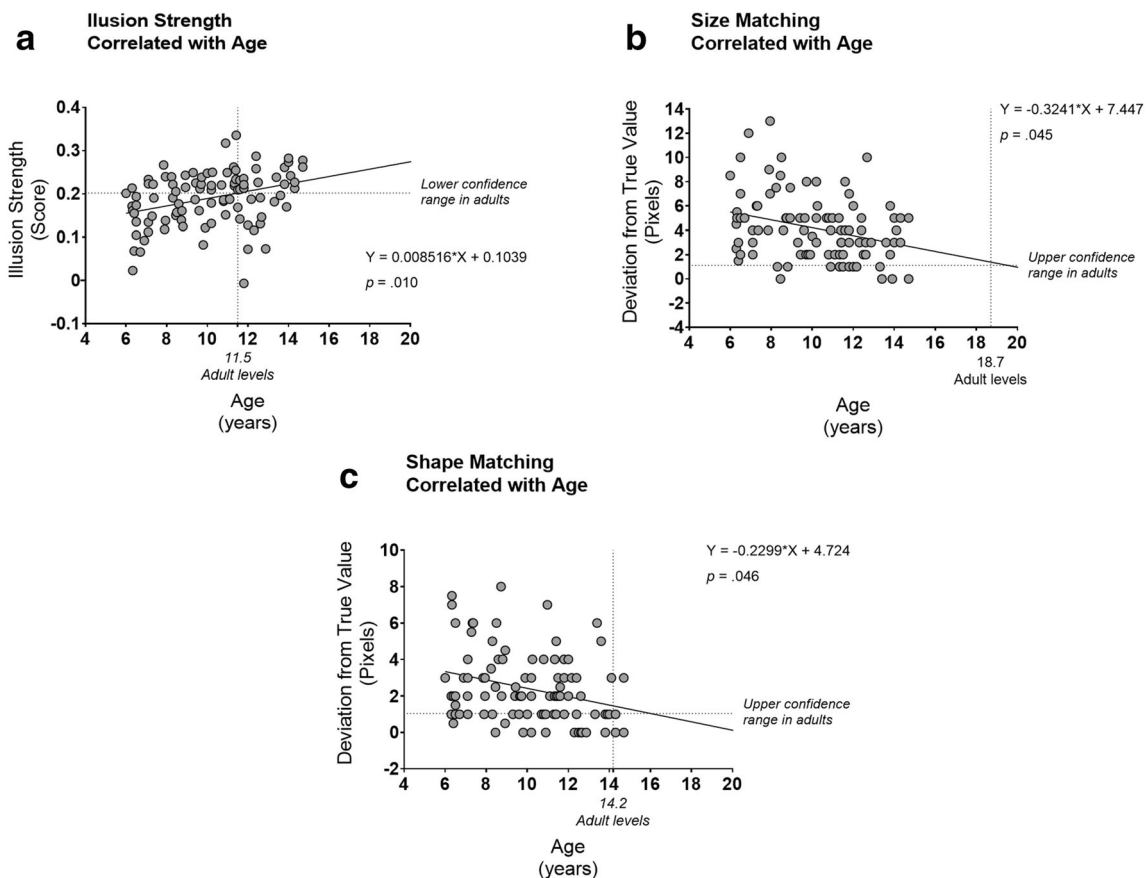 a
Ilusion Strength
Correlated with Age
Illusion Strength
(Score)
0.4
0.3
0.2
0.1
0
-0.1
Lower confidence
range in adults
Y = 0.008516*X + 0.1039
p = .010
4 6 8 10 12 14 16 18 20
11.5
Adult levels
Age
(years)
b
Size Matching
Correlated with Age
Deviation from True Value
(Pixels)
14
12
10
8
6
4
2
0
-2
-4
Y = -0.3241*X + 7.447
p = .045
Upper confidence
range in adults
4 6 8 10 12 14 16 18 20
18.7
Adult levels
Age
(years)
c
Shape Matching
Correlated with Age
Deviation from True Value
(Pixels)
10
8
6
4
2
0
-2
Y = -0.2299*X + 4.724
p = .046
Upper confidence
range in adults
4 6 8 10 12 14 16 18 20
14.2
Adult levels
Age
(years)